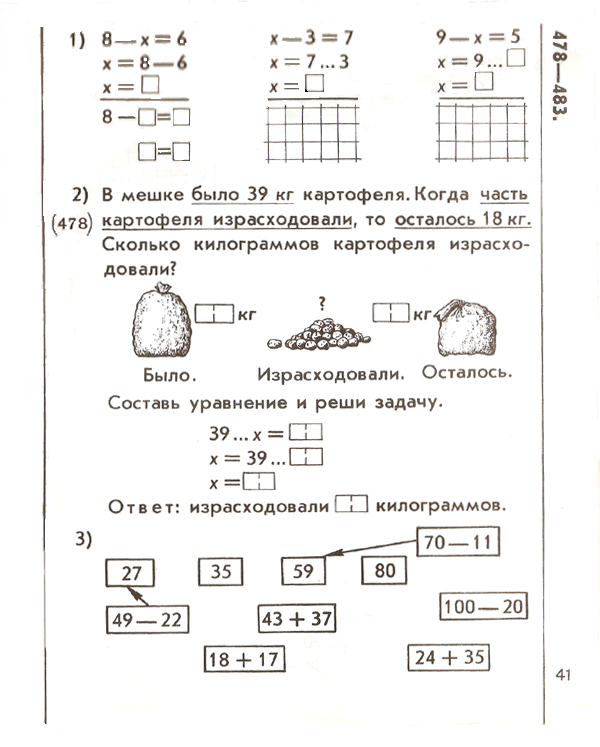 478—483.
1) 8 — x = 6
x = 8 — 6
x = □
8 — □ = □
□ = □
x — 3 = 7
x = 7 ... 3
x = □
9 — x = 5
x = 9 ... □
x = □
2) В мешке было 39 кг картофеля. Когда часть
(478) картофеля израсходовали, то осталось 18 кг.
Сколько килограммов картофеля израсхо-
довали?
□□ кг
?
□□ кг
Было. Израсходовали. Осталось.
Составь уравнение и реши задачу.
39 ... x = □□
x = 39 ... □□
x = □□
Ответ: израсходовали □□ килограммов.
3)
70 — 11
27 35 59 80
49 — 22 43 + 37 100 — 20
18 + 17 24 + 35
41